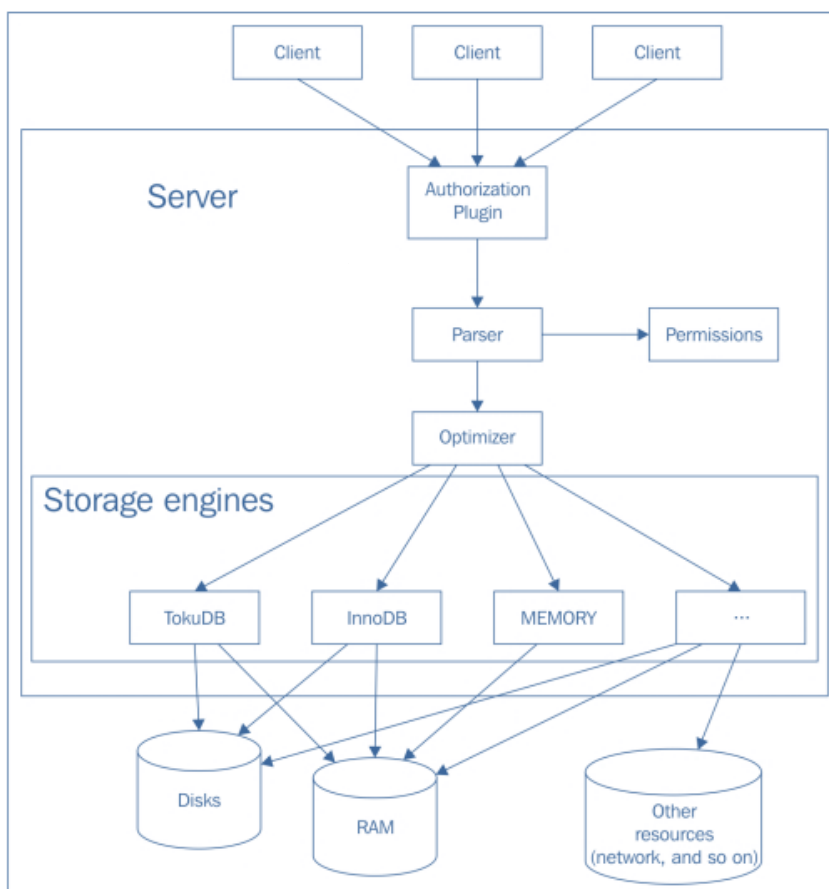 Client
Client
Client
Server
Authorization
Plugin
Parser
Permissions
Optimizer
Storage engines
TokuDB
InnoDB
MEMORY
...
Disks
RAM
Other
resources
(network, and so on)